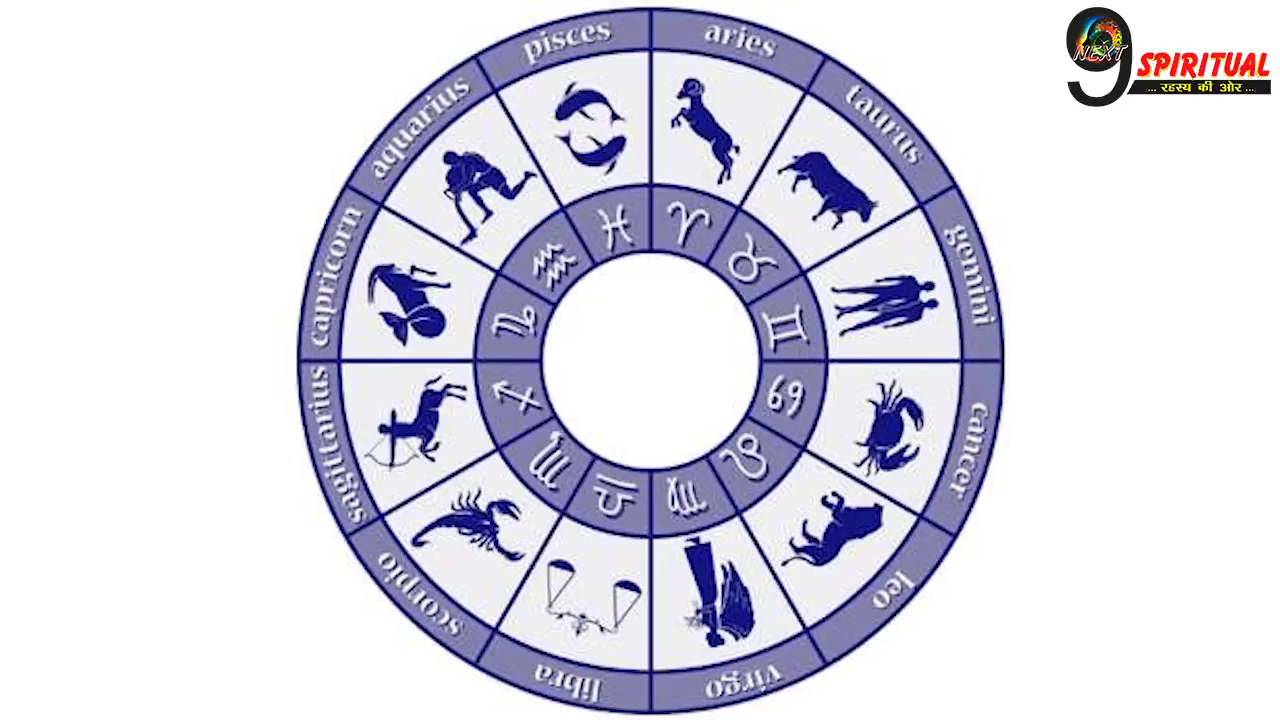 aries
taurus
gemini
cancer
leo
virgo
libra
scorpio
sagittarius
capricorn
aquarius
pisces
9
NEXT
SPIRITUAL
... रहस्य की ओर ...